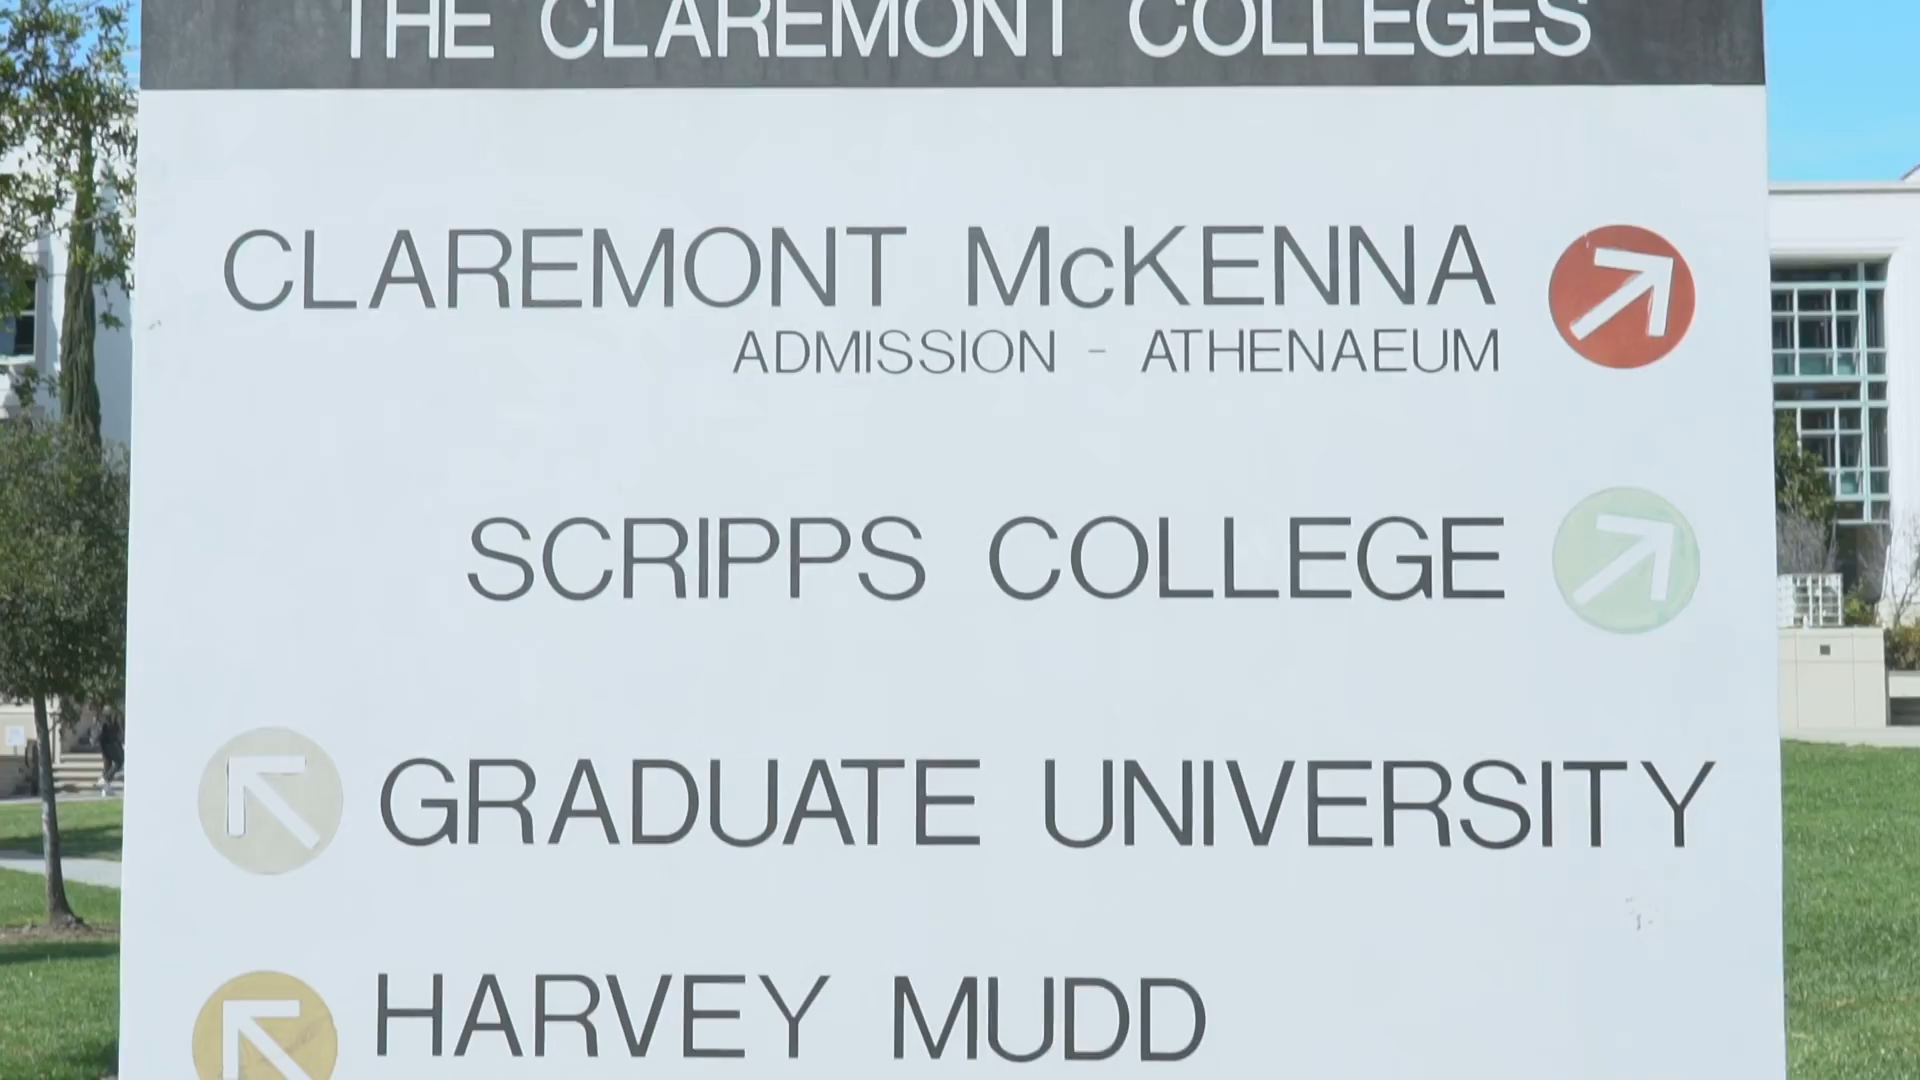 THE CLAREMONT COLLEGES
CLAREMONT McKENNA
ADMISSION - ATHENAEUM
SCRIPPS COLLEGE
GRADUATE UNIVERSITY
HARVEY MUDD